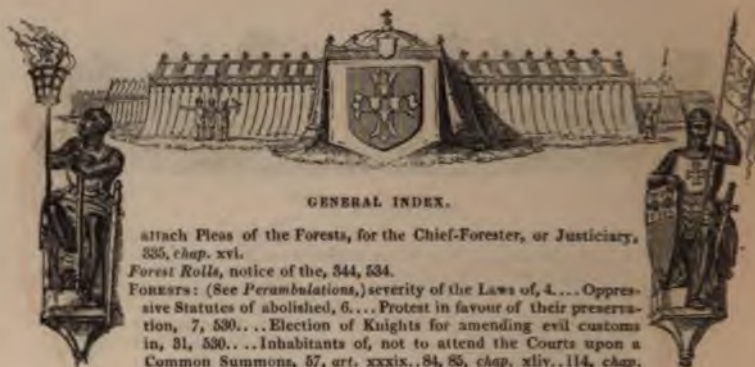 GENERAL INDEX.
attach Pleas of the Forests, for the Chief-Forester, or Justiciary,
335, chap. xvi.
Forest Rolls, notice of the, 344, 534.
FORESTS: (See Perambulations,) severity of the Laws of, 4....Oppres-
sive Statutes of abolished, 6....Protest in favour of their preserva-
tion, 7, 530....Election of Knights for amending evil customs
in, 31, 530....Inhabitants of, not to attend the Courts upon a
Common Summons, 57, art. xxxix..84, 85, chap. xliv..114, chap.